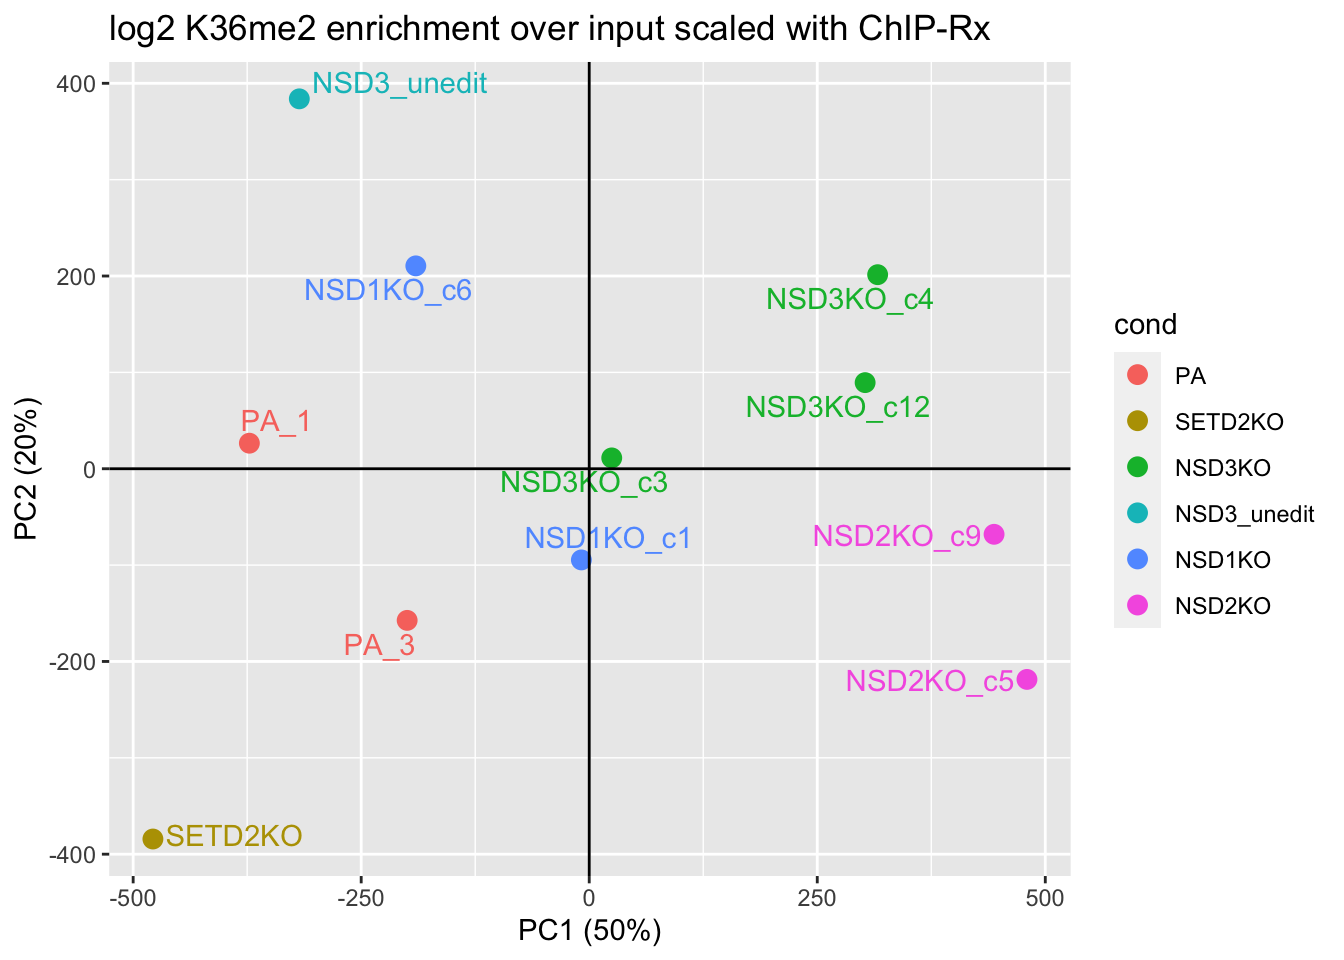 log2 K36me2 enrichment over input scaled with ChIP-Rx
400
200
0
-200
-400
PC2 (20%)
NSD3_unedit
NSD1KO_c6
NSD3KO_c4
NSD3KO_c12
PA_1
NSD3KO_c3
NSD1KO_c1
NSD2KO_c9
PA_3
NSD2KO_c5
SETD2KO
-500
-250
0
250
500
PC1 (50%)
cond
PA
SETD2KO
NSD3KO
NSD3_unedit
NSD1KO
NSD2KO